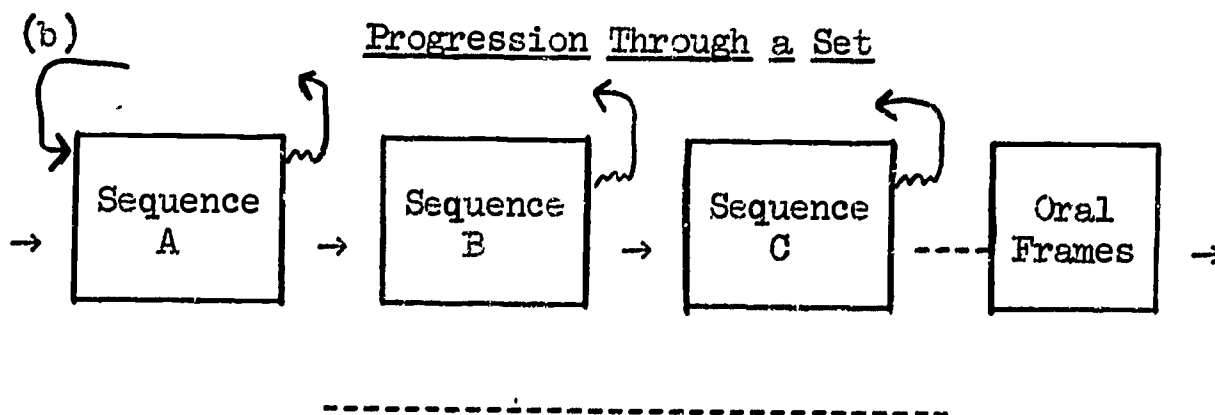 (b)
Progression Through a Set
Sequence
A
Sequence
B
Sequence
C
Oral
Frames